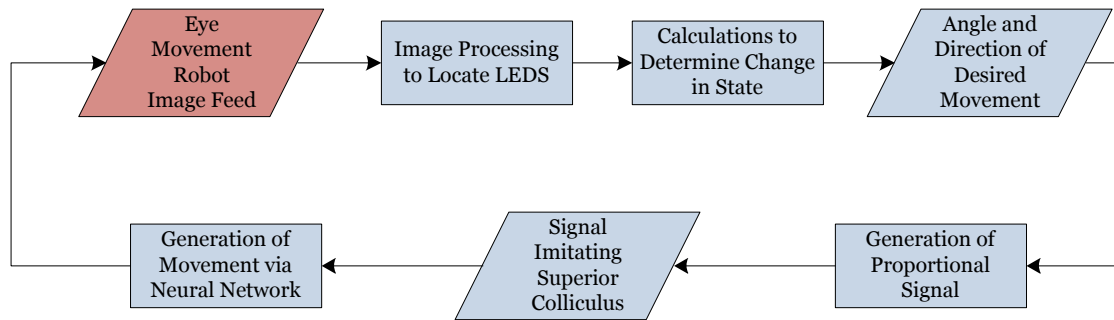 Eye
Movement
Robot
Image Feed
Image Processing
to Locate LEDS
Calculations to
Determine Change
in State
Angle and
Direction of
Desired
Movement
Generation of
Movement via
Neural Network
Signal
Imitating
Superior
Colliculus
Generation of
Proportional
Signal